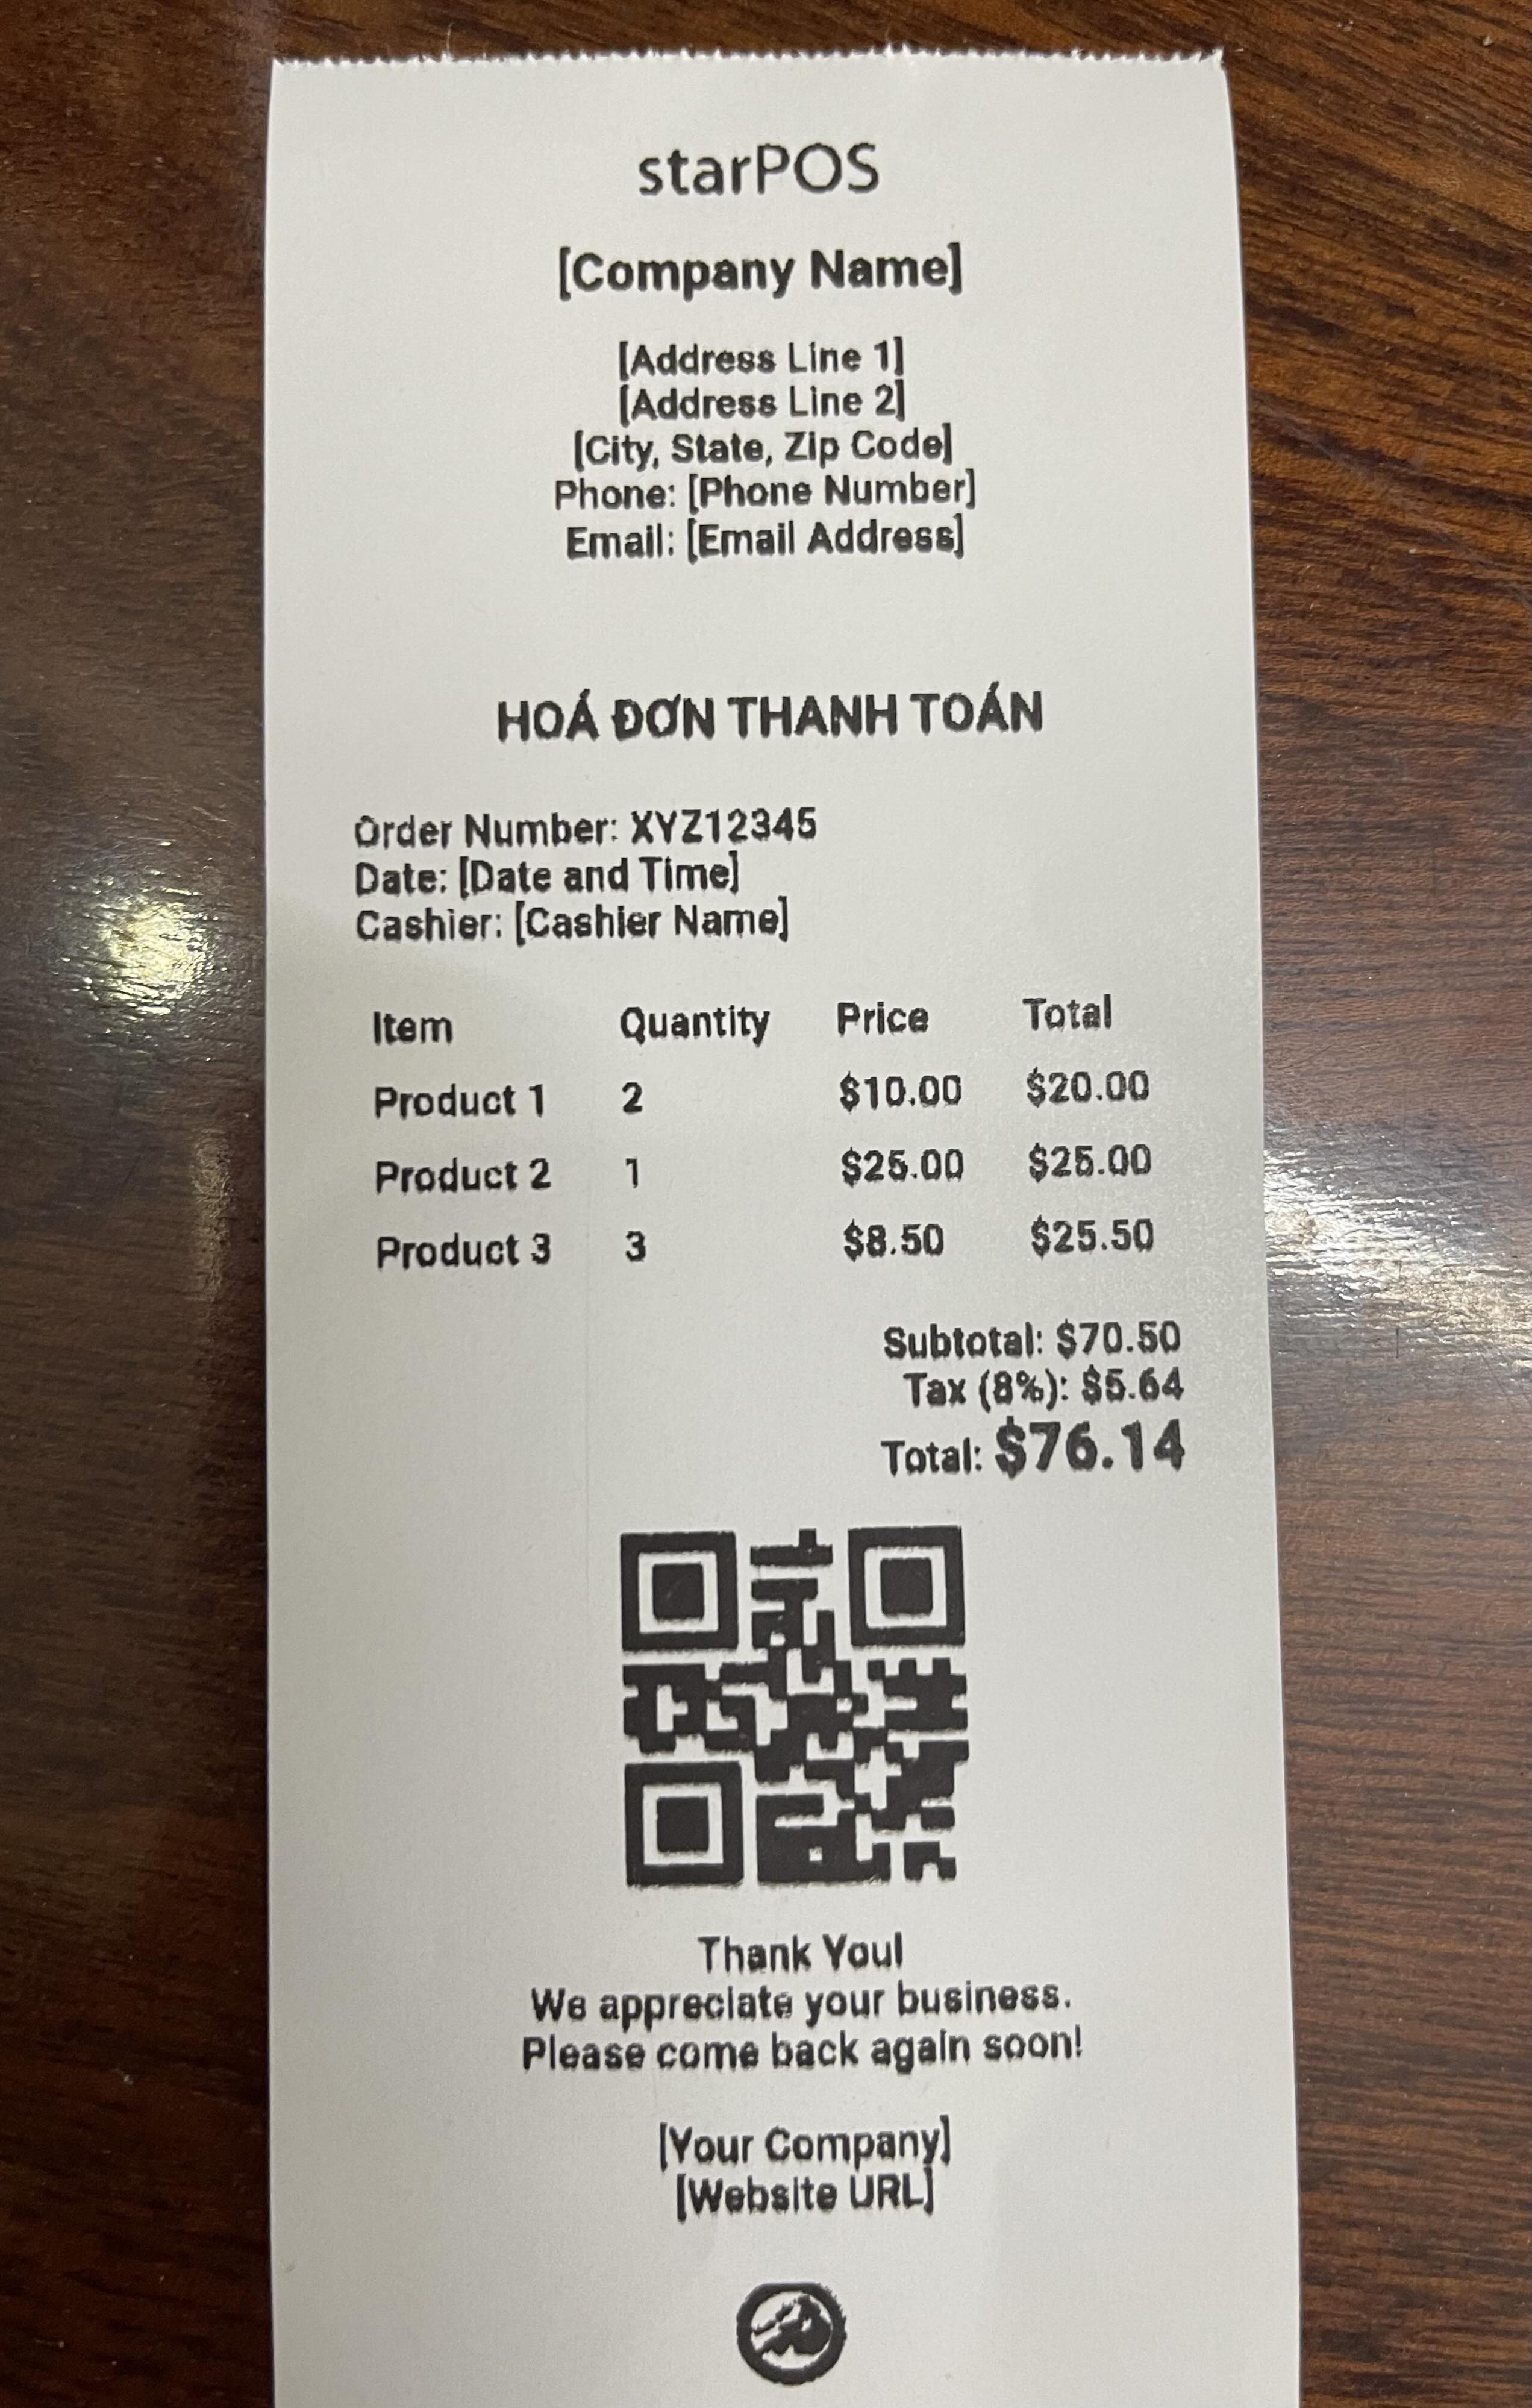 starPOS
[Company Name]
[Address Line 1]
[Address Line 2]
[City, State, Zip Code]
Phone: [Phone Number]
Email: [Email Address]
HOÁ ĐƠN THANH TOÁN
Order Number: XYZ12345
Date: [Date and Time]
Cashier: [Cashier Name]
Item Quantity Price Total
Product 1 2 $10.00 $20.00
Product 2 1 $25.00 $25.00
Product 3 3 $8.50 $25.50
Subtotal: $70.50
Tax (8%): $5.64
Total: $76.14
Thank You!
We appreciate your business.
Please come back again soon!
[Your Company]
[Website URL]